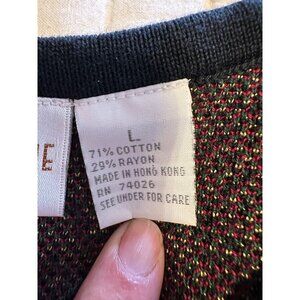 L
71% COTTON
29% RAYON
MADE IN HONG KONG
RN 74026
SEE UNDER FOR CARE